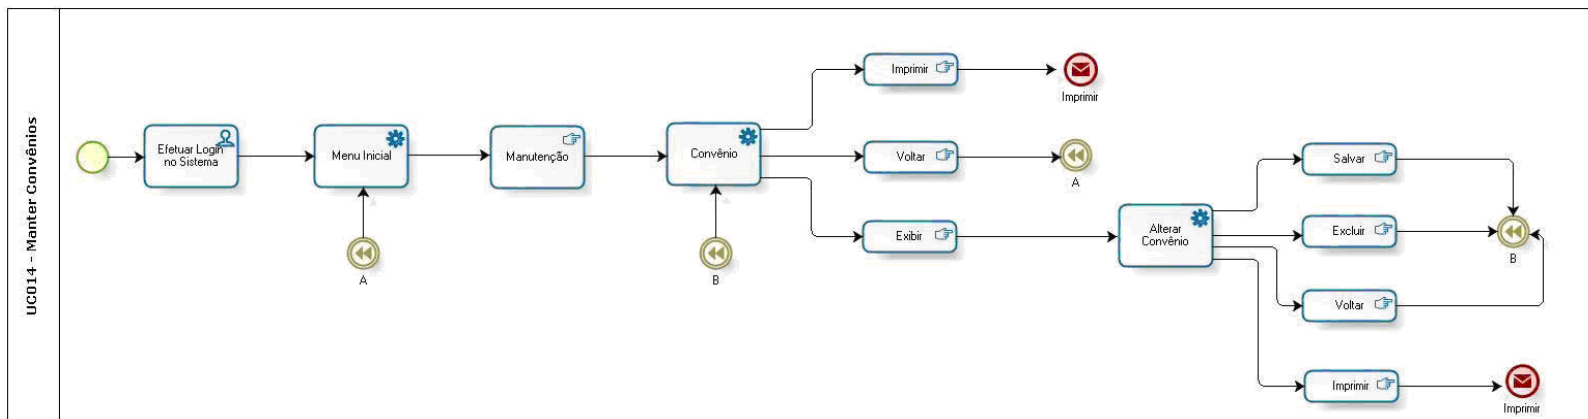 UC014 - Manter Convênios
Efetuar Login
no Sistema
Menu Inicial
A
Manutenção
Convênio
B
Imprimir
Imprimir
Voltar
A
Exibir
Alterar
Convênio
Salvar
Excluir
B
Voltar
Imprimir
Imprimir